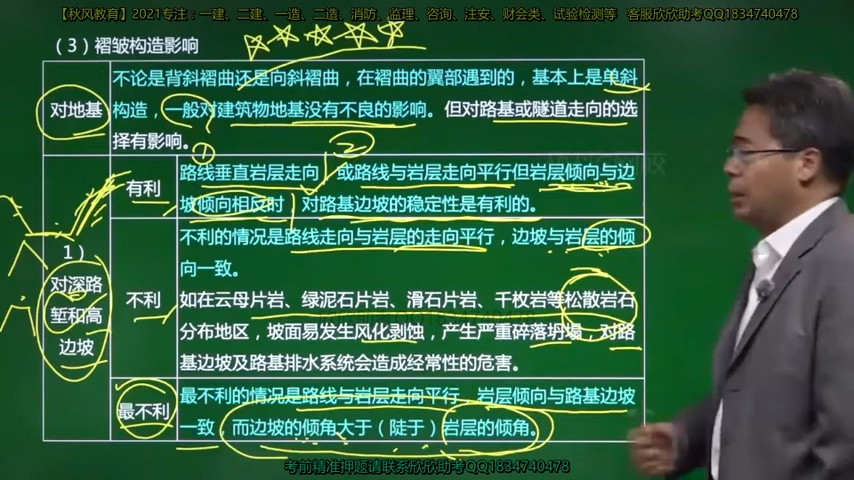 【秋风教育】2021专注：一建、二建、一造、二造、消防、监理、咨询、注安、财会类、试验检测等　客服欣欣助考QQ1834740478
（3）褶皱构造影响
对地基
不论是背斜褶曲还是向斜褶曲，在褶曲的翼部遇到的，基本上是单斜
构造，一般对建筑物地基没有不良的影响。但对路基或隧道走向的选
择有影响。
① ②
有利
路线垂直岩层走向，或路线与岩层走向平行但岩层倾向与边
坡倾向相反时，对路基边坡的稳定性是有利的。
1）
对深路
堑和高
边坡
不利
不利的情况是路线走向与岩层的走向平行，边坡与岩层的倾
向一致。
如在云母片岩、绿泥石片岩、滑石片岩、千枚岩等松散岩石
分布地区，坡面易发生风化剥蚀，产生严重碎落坍塌，对路
基边坡及路基排水系统会造成经常性的危害。
最不利
最不利的情况是路线与岩层走向平行，岩层倾向与路基边坡
一致，而边坡的倾角大于（陡于）岩层的倾角。
考前精准押题请联系欣欣助考QQ1834740478